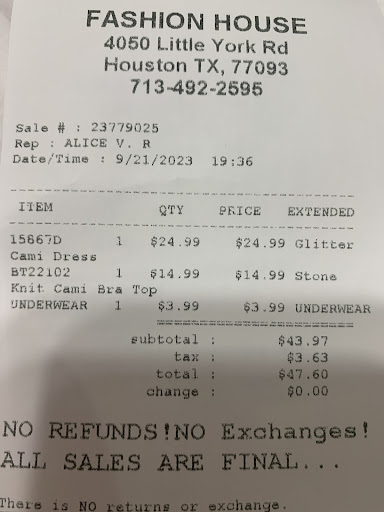 FASHION HOUSE
4050 Little York Rd
Houston TX, 77093
713-492-2595
Sale # : 23779025
Rep : ALICE V. R
Date/Time : 9/21/2023 19:36
ITEM QTY PRICE EXTENDED
15867D 1 $24.99 $24.99 Glitter
Cami Dress
BT22102 1 $14.99 $14.99 Stone
Knit Cami Bra Top
UNDERWEAR 1 $3.99 $3.99 UNDERWEAR
subtotal : $43.97
tax : $3.63
total : $47.60
change : $0.00
NO REFUNDS!NO Exchanges!
ALL SALES ARE FINAL...
There is NO returns or exchange.